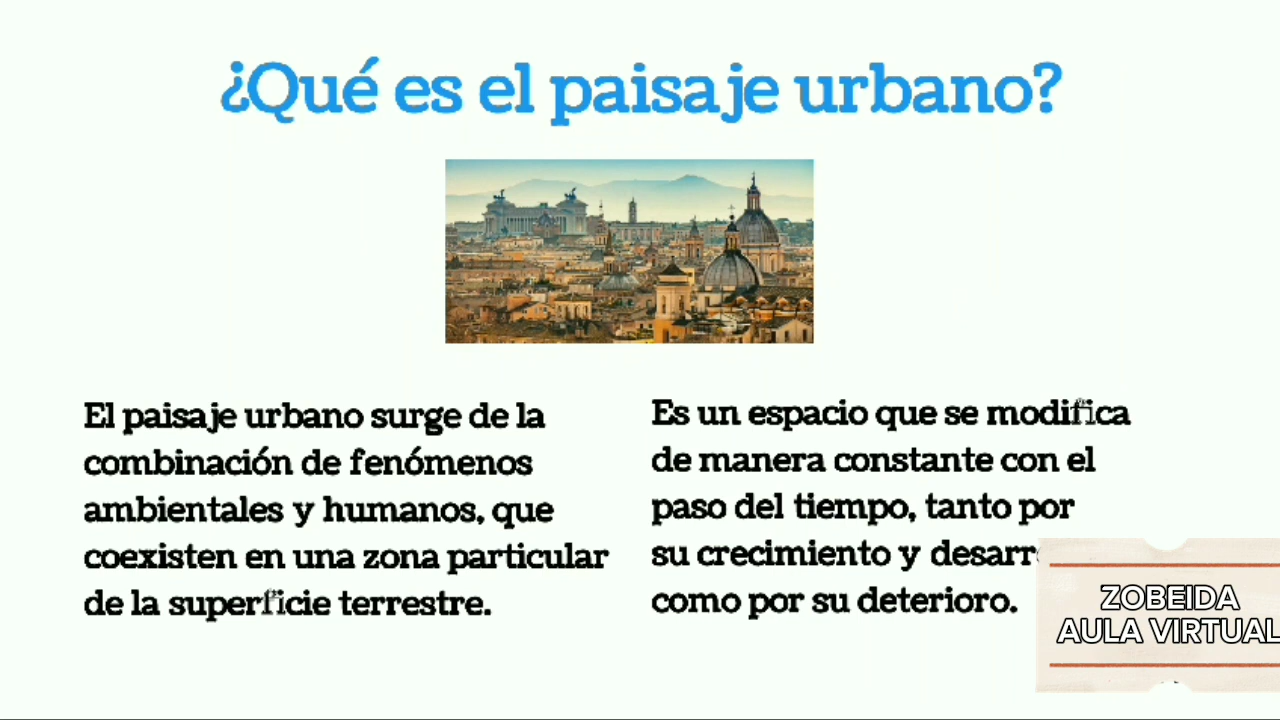 ¿Qué es el paisaje urbano?
El paisaje urbano surge de la
combinación de fenómenos
ambientales y humanos, que
coexisten en una zona particular
de la superficie terrestre.
Es un espacio que se modifica
de manera constante con el
paso del tiempo, tanto por
su crecimiento y
como por su deterioro.
ZOBEIDA
AULA VIRTUAL